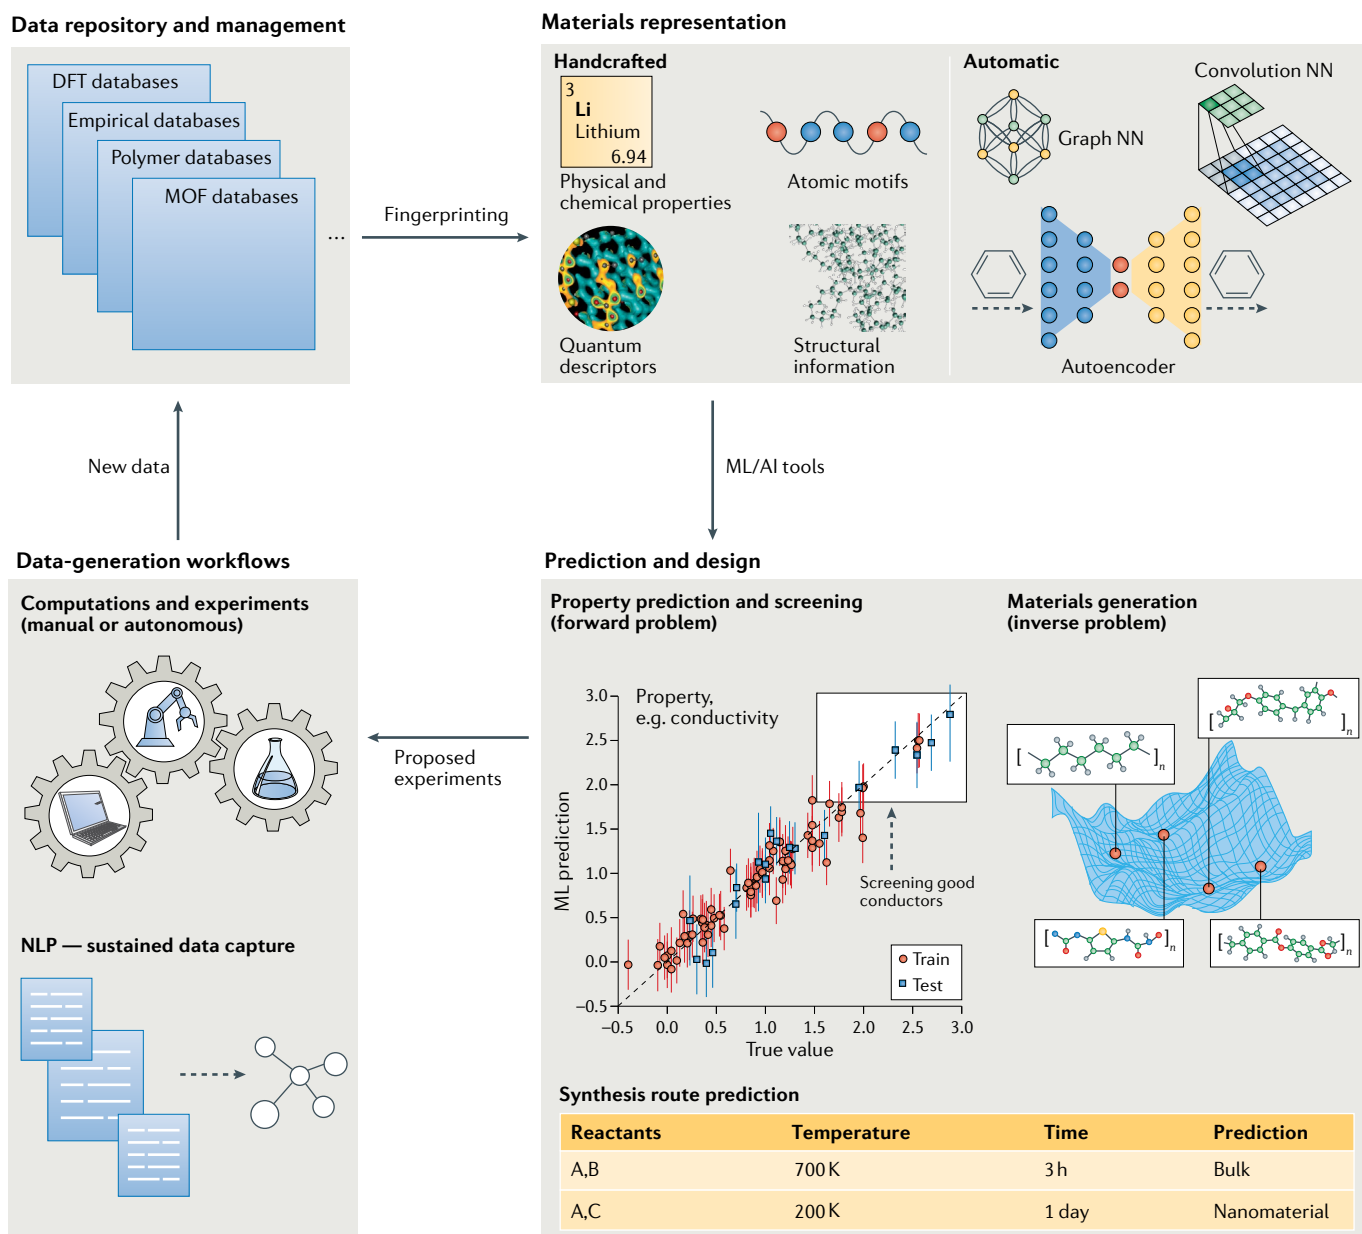 Data repository and management
DFT databases
Empirical databases
Polymer databases
MOF databases
...
Fingerprinting
Materials representation
Handcrafted
3
Li
Lithium
6.94
Physical and
chemical properties
Atomic motifs
Quantum
descriptors
Structural
information
Automatic
Graph NN
Convolution NN
Autoencoder
New data
ML/AI tools
Data-generation workflows
Computations and experiments
(manual or autonomous)
NLP — sustained data capture
Proposed
experiments
Prediction and design
Property prediction and screening
(forward problem)
Property,
e.g. conductivity
ML prediction
3.0
2.5
2.0
1.5
1.0
0.5
0.0
–0.5
–0.5
0.0
0.5
1.0
1.5
2.0
2.5
3.0
True value
Screening good
conductors
Train
Test
Materials generation
(inverse problem)
[ ]n
[ ]n
[ ]n
[ ]n
Synthesis route prediction
Reactants Temperature Time Prediction
A,B 700 K 3 h Bulk
A,C 200 K 1 day Nanomaterial